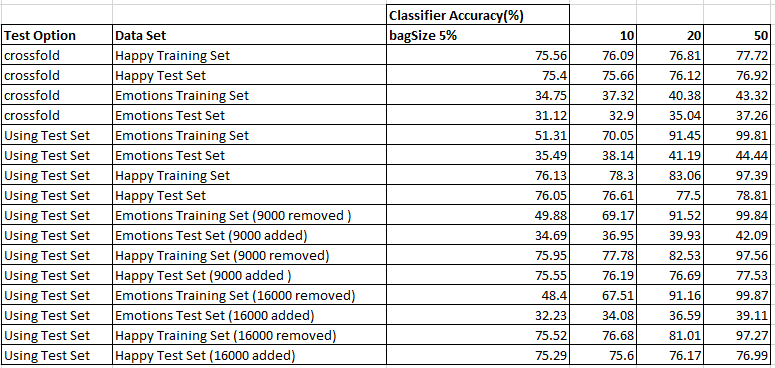 Classifier Accuracy(%)
Test Option Data Set bagSize 5% 10 20 50
crossfold Happy Training Set 75.56 76.09 76.81 77.72
crossfold Happy Test Set 75.4 75.66 76.12 76.92
crossfold Emotions Training Set 34.75 37.32 40.38 43.32
crossfold Emotions Test Set 31.12 32.9 35.04 37.26
Using Test Set Emotions Training Set 51.31 70.05 91.45 99.81
Using Test Set Emotions Test Set 35.49 38.14 41.19 44.44
Using Test Set Happy Training Set 76.13 78.3 83.06 97.39
Using Test Set Happy Test Set 76.05 76.61 77.5 78.81
Using Test Set Emotions Training Set (9000 removed ) 49.88 69.17 91.52 99.84
Using Test Set Emotions Test Set (9000 added) 34.69 36.95 39.93 42.09
Using Test Set Happy Training Set (9000 removed) 75.95 77.78 82.53 97.56
Using Test Set Happy Test Set (9000 added ) 75.55 76.19 76.69 77.53
Using Test Set Emotions Training Set (16000 removed) 48.4 67.51 91.16 99.87
Using Test Set Emotions Test Set (16000 added) 32.23 34.08 36.59 39.11
Using Test Set Happy Training Set (16000 removed) 75.52 76.68 81.01 97.27
Using Test Set Happy Test Set (16000 added) 75.29 75.6 76.17 76.99